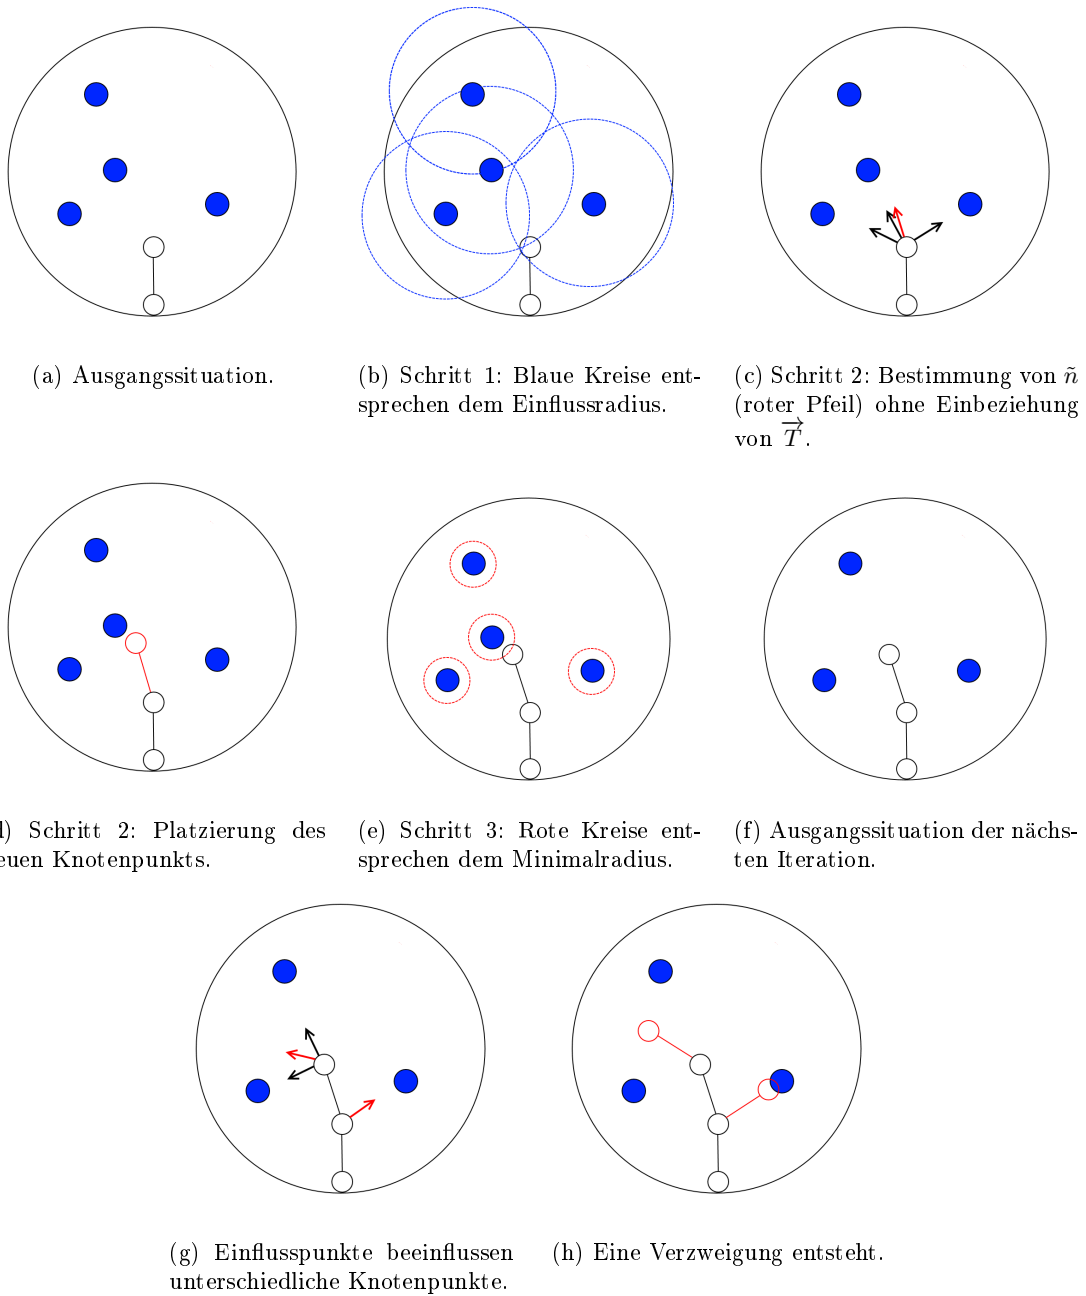 (a) Ausgangssituation.
(b) Schritt 1: Blaue Kreise ent-
sprechen dem Einflussradius.
(c) Schritt 2: Bestimmung von ñ
(roter Pfeil) ohne Einbeziehung
von \overrightarrow{T}.
) Schritt 2: Platzierung des
euen Knotenpunkts.
(e) Schritt 3: Rote Kreise ent-
sprechen dem Minimalradius.
(f) Ausgangssituation der nächs-
ten Iteration.
(g) Einflusspunkte beeinflussen
unterschiedliche Knotenpunkte.
(h) Eine Verzweigung entsteht.